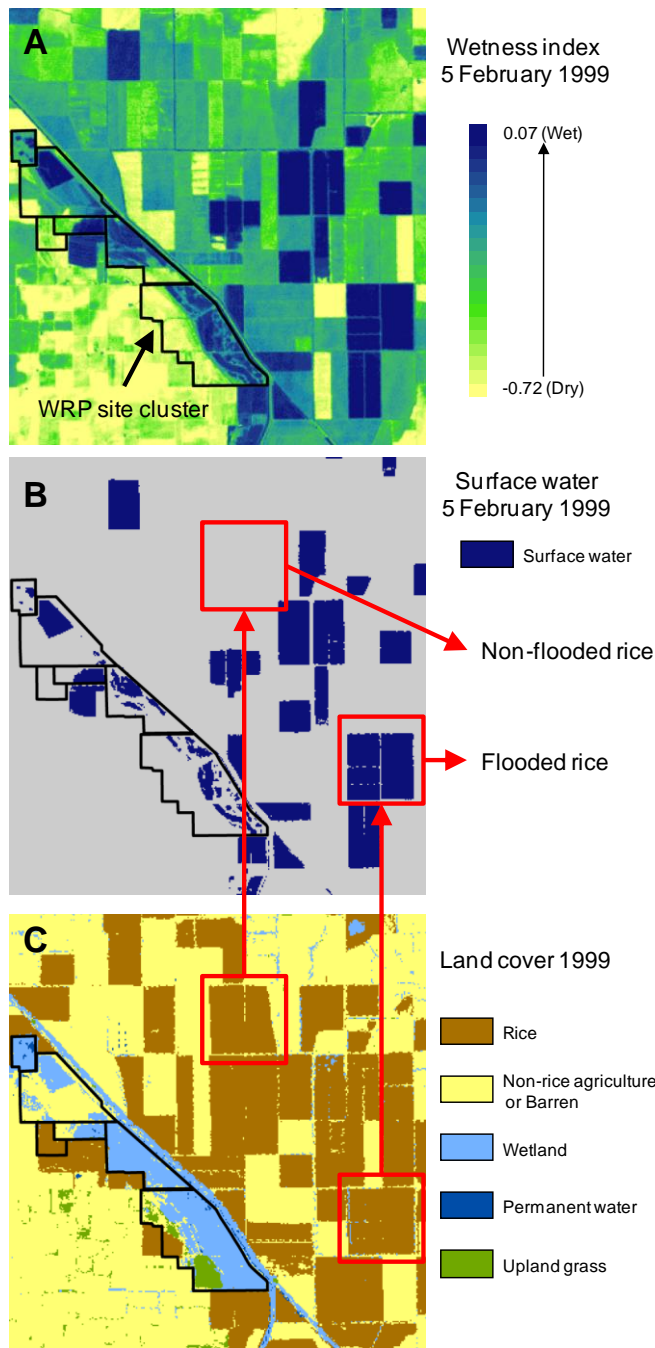 A
Wetness index
5 February 1999
0.07 (Wet)
-0.72 (Dry)
WRP site cluster
B
Surface water
5 February 1999
Surface water
Non-flooded rice
Flooded rice
C
Land cover 1999
Rice
Non-rice agriculture
or Barren
Wetland
Permanent water
Upland grass